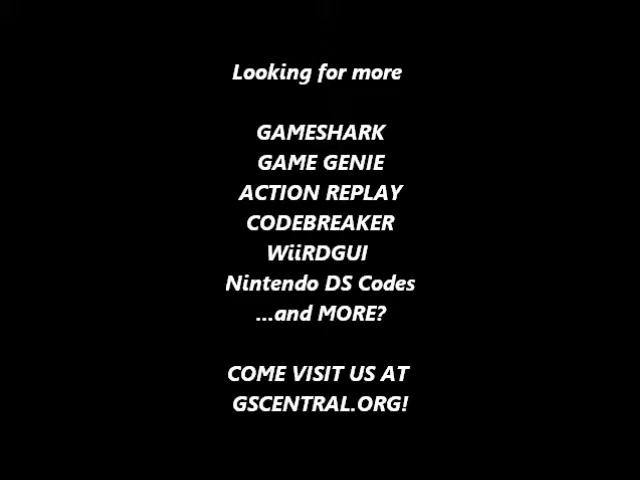 Looking for more
GAMESHARK
GAME GENIE
ACTION REPLAY
CODEBREAKER
WiiRDGUI
Nintendo DS Codes
...and MORE?
COME VISIT US AT
GSCENTRAL.ORG!